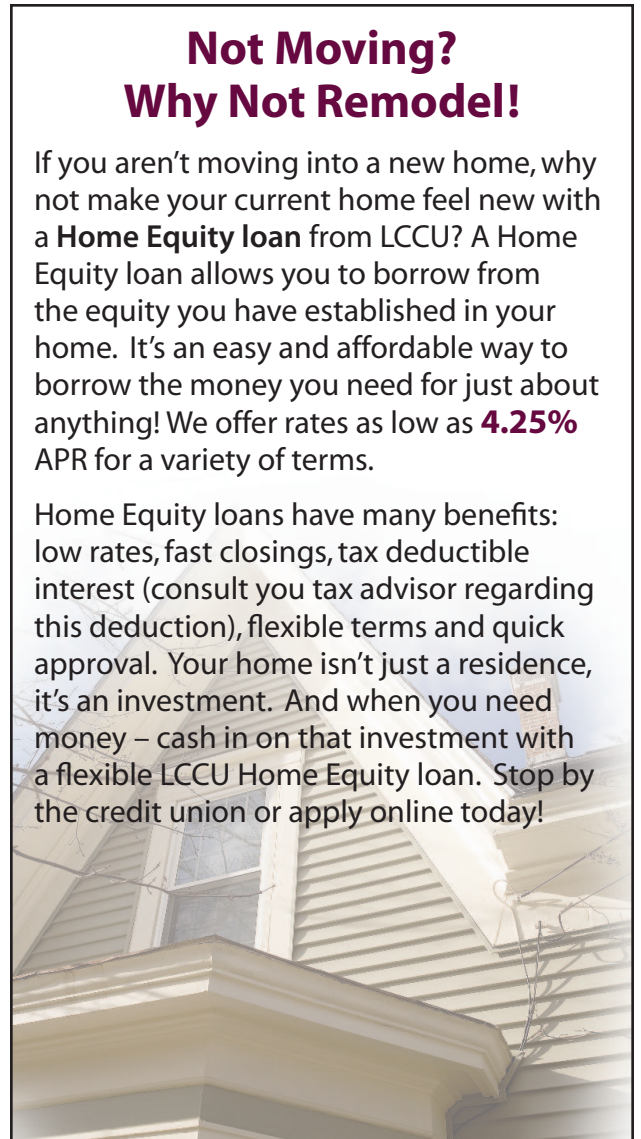 Not Moving?
Why Not Remodel!
If you aren’t moving into a new home, why
not make your current home feel new with
a Home Equity loan from LCCU? A Home
Equity loan allows you to borrow from
the equity you have established in your
home.  It’s an easy and affordable way to
borrow the money you need for just about
anything! We offer rates as low as 4.25%
APR for a variety of terms.
Home Equity loans have many benefits:
low rates, fast closings, tax deductible
interest (consult you tax advisor regarding
this deduction), flexible terms and quick
approval.  Your home isn’t just a residence,
it’s an investment.  And when you need
money – cash in on that investment with
a flexible LCCU Home Equity loan.  Stop by
the credit union or apply online today!